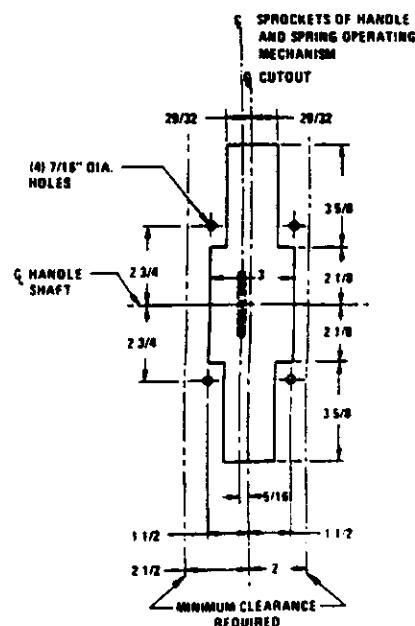 ℄ SPROCKETS OF HANDLE
AND SPRING OPERATING
MECHANISM
℄ CUTOUT
29/32
29/32
(4) 7/16" DIA.
HOLES
3 5/8
2 3/4
3
2 1/8
℄ HANDLE
SHAFT
2 3/4
2 1/8
3 5/8
5/16
1 1/2
1 1/2
2 1/2
2
MINIMUM CLEARANCE
REQUIRED